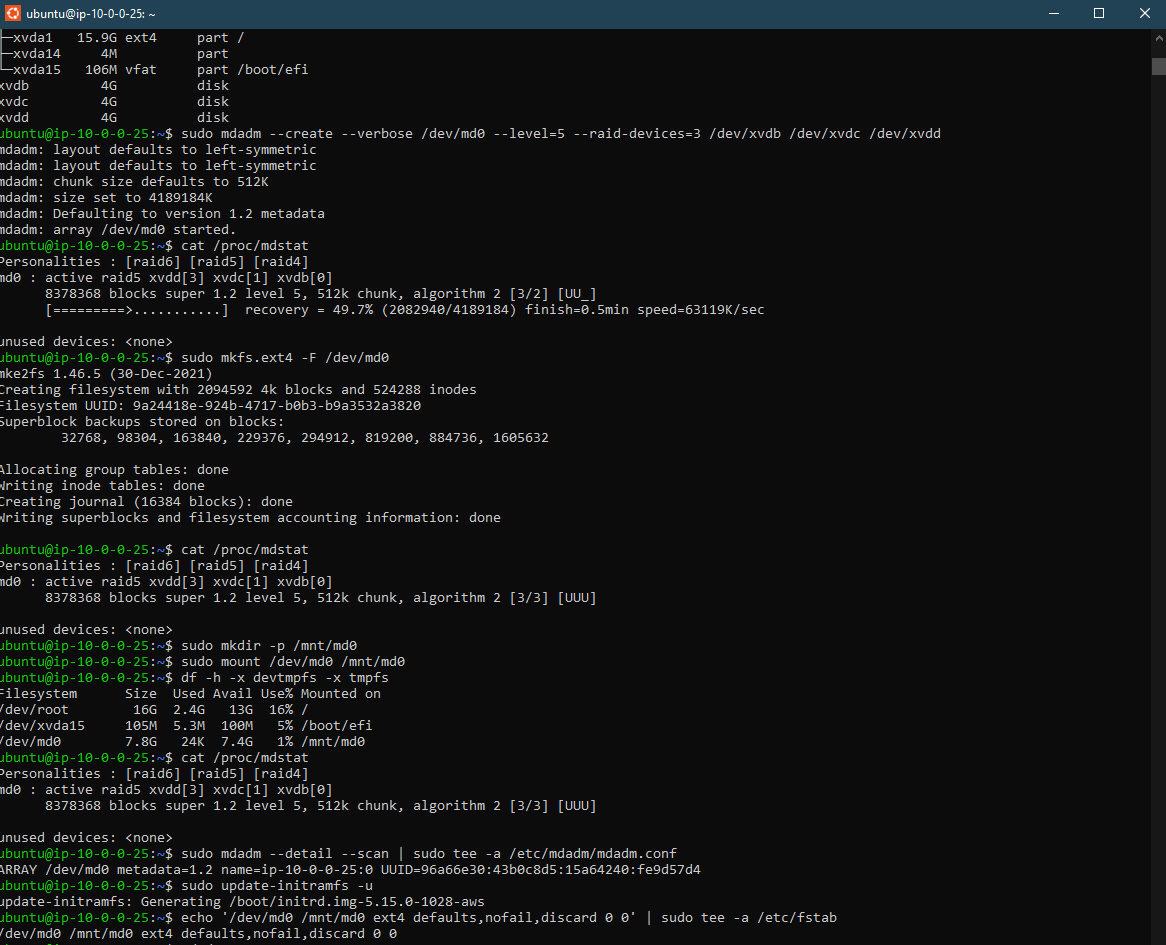 ubuntu@ip-10-0-0-25: ~
─xvda1   15.9G ext4     part /
─xvda14     4M          part
└─xvda15   106M vfat     part /boot/efi
xvdb         4G          disk
xvdc         4G          disk
xvdd         4G          disk
ubuntu@ip-10-0-0-25:~$ sudo mdadm --create --verbose /dev/md0 --level=5 --raid-devices=3 /dev/xvdb /dev/xvdc /dev/xvdd
mdadm: layout defaults to left-symmetric
mdadm: layout defaults to left-symmetric
mdadm: chunk size defaults to 512K
mdadm: size set to 4189184K
mdadm: Defaulting to version 1.2 metadata
mdadm: array /dev/md0 started.
ubuntu@ip-10-0-0-25:~$ cat /proc/mdstat
Personalities : [raid6] [raid5] [raid4]
md0 : active raid5 xvdd[3] xvdc[1] xvdb[0]
      8378368 blocks super 1.2 level 5, 512k chunk, algorithm 2 [3/2] [UU_]
      [=========>...........]  recovery = 49.7% (2082940/4189184) finish=0.5min speed=63119K/sec
unused devices: <none>
ubuntu@ip-10-0-0-25:~$ sudo mkfs.ext4 -F /dev/md0
mke2fs 1.46.5 (30-Dec-2021)
Creating filesystem with 2094592 4k blocks and 524288 inodes
Filesystem UUID: 9a24418e-924b-4717-b0b3-b9a3532a3820
Superblock backups stored on blocks:
        32768, 98304, 163840, 229376, 294912, 819200, 884736, 1605632
Allocating group tables: done
Writing inode tables: done
Creating journal (16384 blocks): done
Writing superblocks and filesystem accounting information: done
ubuntu@ip-10-0-0-25:~$ cat /proc/mdstat
Personalities : [raid6] [raid5] [raid4]
md0 : active raid5 xvdd[3] xvdc[1] xvdb[0]
      8378368 blocks super 1.2 level 5, 512k chunk, algorithm 2 [3/3] [UUU]
unused devices: <none>
ubuntu@ip-10-0-0-25:~$ sudo mkdir -p /mnt/md0
ubuntu@ip-10-0-0-25:~$ sudo mount /dev/md0 /mnt/md0
ubuntu@ip-10-0-0-25:~$ df -h -x devtmpfs -x tmpfs
Filesystem      Size  Used Avail Use% Mounted on
/dev/root        16G  2.4G   13G  16% /
/dev/xvda15     105M  5.3M  100M   5% /boot/efi
/dev/md0        7.8G   24K  7.4G   1% /mnt/md0
ubuntu@ip-10-0-0-25:~$ cat /proc/mdstat
Personalities : [raid6] [raid5] [raid4]
md0 : active raid5 xvdd[3] xvdc[1] xvdb[0]
      8378368 blocks super 1.2 level 5, 512k chunk, algorithm 2 [3/3] [UUU]
unused devices: <none>
ubuntu@ip-10-0-0-25:~$ sudo mdadm --detail --scan | sudo tee -a /etc/mdadm/mdadm.conf
ARRAY /dev/md0 metadata=1.2 name=ip-10-0-0-25:0 UUID=96a66e30:43b0c8d5:15a64240:fe9d57d4
ubuntu@ip-10-0-0-25:~$ sudo update-initramfs -u
update-initramfs: Generating /boot/initrd.img-5.15.0-1028-aws
ubuntu@ip-10-0-0-25:~$ echo '/dev/md0 /mnt/md0 ext4 defaults,nofail,discard 0 0' | sudo tee -a /etc/fstab
/dev/md0 /mnt/md0 ext4 defaults,nofail,discard 0 0